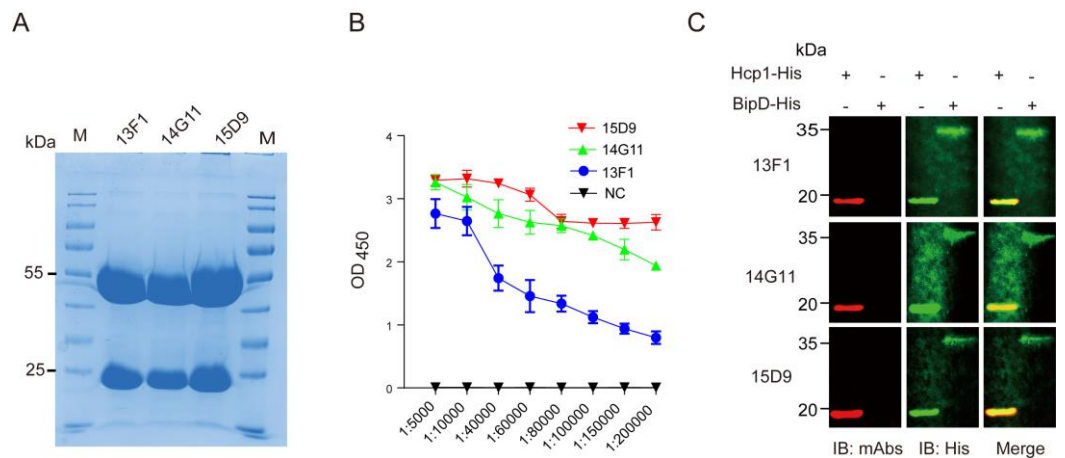 A
kDa
M
13F1
14G11
15D9
M
55
25
B
OD450
4
3
2
1
0
15D9
14G11
13F1
NC
1:5000
1:10000
1:40000
1:60000
1:80000
1:100000
1:150000
1:200000
C
kDa
Hcp1-His + - + - + -
BipD-His - + - + - +
13F1
35
20
14G11
35
20
15D9
35
20
IB: mAbs IB: His Merge